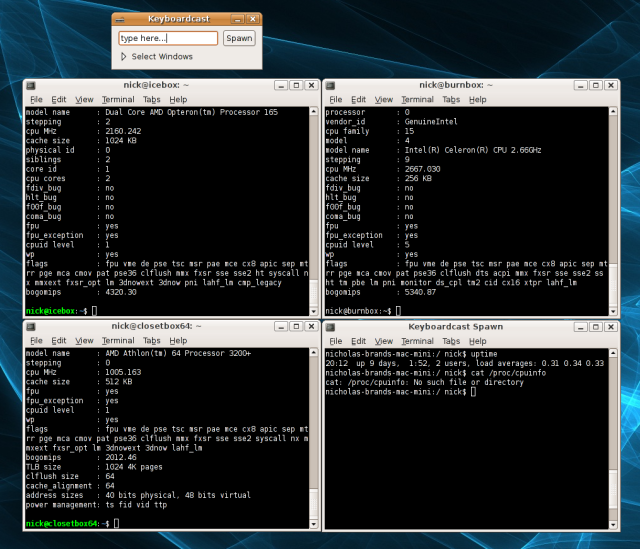 Keyboardcast
type here...
Spawn
Select Windows
nick@icebox: ~
File Edit View Terminal Tabs Help
model name : Dual Core AMD Opteron(tm) Processor 165
stepping : 2
cpu MHz : 2160.242
cache size : 1024 KB
physical id : 0
siblings : 2
core id : 1
cpu cores : 2
fdiv_bug : no
hlt_bug : no
f00f_bug : no
coma_bug : no
fpu : yes
fpu_exception : yes
cpuid level : 1
wp : yes
flags : fpu vme de pse tsc msr pae mce cx8 apic sep mt
rr pge mca cmov pat pse36 clflush mmx fxsr sse sse2 ht syscall n
x mmxext fxsr_opt lm 3dnowext 3dnow pni lahf_lm cmp_legacy
bogomips : 4320.30
nick@icebox:~$
nick@burnbox: ~
File Edit View Terminal Tabs Help
processor : 0
vendor_id : GenuineIntel
cpu family : 15
model : 4
model name : Intel(R) Celeron(R) CPU 2.66GHz
stepping : 9
cpu MHz : 2667.030
cache size : 256 KB
fdiv_bug : no
hlt_bug : no
f00f_bug : no
coma_bug : no
fpu : yes
fpu_exception : yes
cpuid level : 5
wp : yes
flags : fpu vme de pse tsc msr pae mce cx8 apic sep mt
rr pge mca cmov pat pse36 clflush dts acpi mmx fxsr sse sse2 ss
ht tm pbe lm pni monitor ds_cpl tm2 cid cx16 xtpr lahf_lm
bogomips : 5340.87
nick@burnbox:~$
nick@closetbox64: ~
File Edit View Terminal Tabs Help
model name : AMD Athlon(tm) 64 Processor 3200+
stepping : 0
cpu MHz : 1005.163
cache size : 512 KB
fpu : yes
fpu_exception : yes
cpuid level : 1
wp : yes
flags : fpu vme de pse tsc msr pae mce cx8 apic sep mt
rr pge mca cmov pat pse36 clflush mmx fxsr sse sse2 syscall nx m
mxext fxsr_opt lm 3dnowext 3dnow lahf_lm
bogomips : 2012.46
TLB size : 1024 4K pages
clflush size : 64
cache_alignment : 64
address sizes : 40 bits physical, 48 bits virtual
power management: ts fid vid ttp
nick@closetbox64:~$
Keyboardcast Spawn
File Edit View Terminal Tabs Help
nicholas-brands-mac-mini:/ nick$ uptime
20:12 up 9 days, 1:52, 2 users, load averages: 0.31 0.34 0.33
nicholas-brands-mac-mini:/ nick$ cat /proc/cpuinfo
cat: /proc/cpuinfo: No such file or directory
nicholas-brands-mac-mini:/ nick$